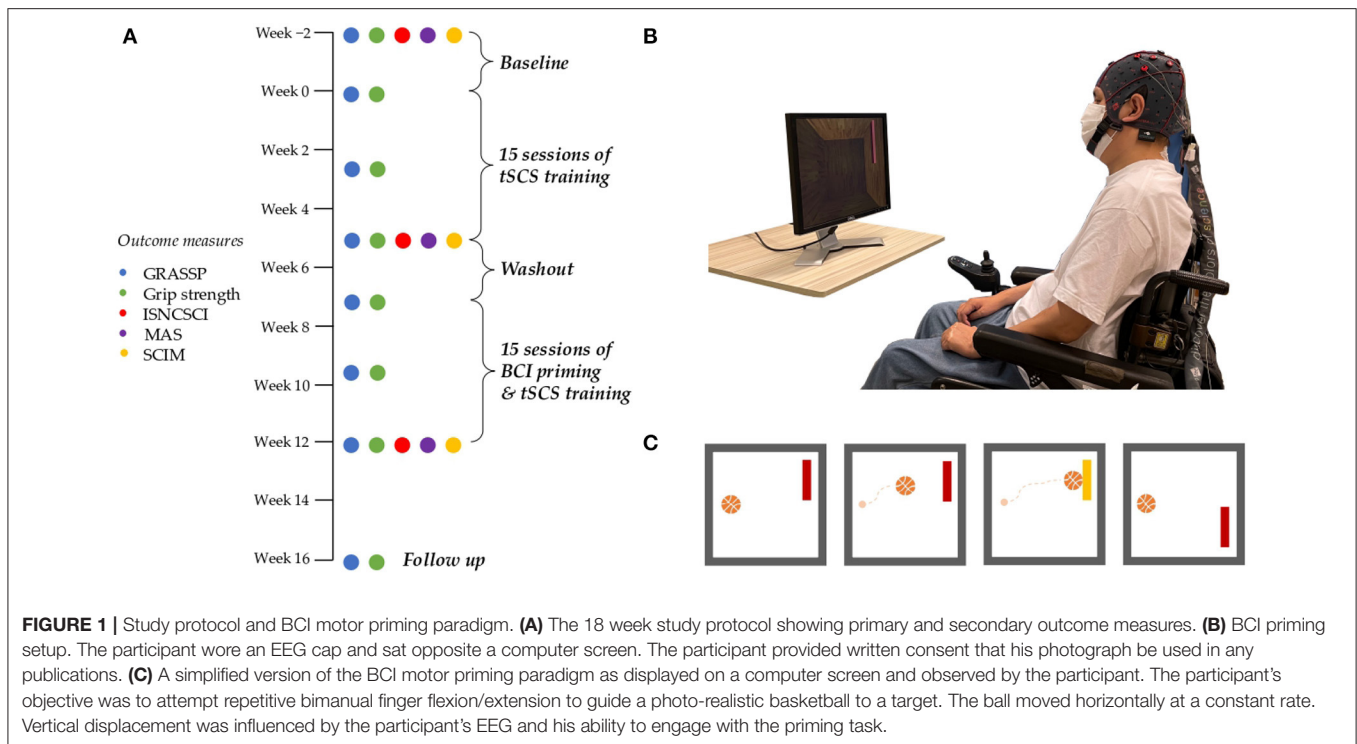 A
Week −2
Baseline
Week 0
Week 2
15 sessions of
tSCS training
Week 4
Outcome measures
GRASSP
Grip strength
ISNCSCI
MAS
SCIM
Week 6
Washout
Week 8
15 sessions of
BCI priming
& tSCS training
Week 10
Week 12
Week 14
Week 16
Follow up
B
discover the colors of science
C
FIGURE 1 | Study protocol and BCI motor priming paradigm. (A) The 18 week study protocol showing primary and secondary outcome measures. (B) BCI priming
setup. The participant wore an EEG cap and sat opposite a computer screen. The participant provided written consent that his photograph be used in any
publications. (C) A simplified version of the BCI motor priming paradigm as displayed on a computer screen and observed by the participant. The participant's
objective was to attempt repetitive bimanual finger flexion/extension to guide a photo-realistic basketball to a target. The ball moved horizontally at a constant rate.
Vertical displacement was influenced by the participant's EEG and his ability to engage with the priming task.